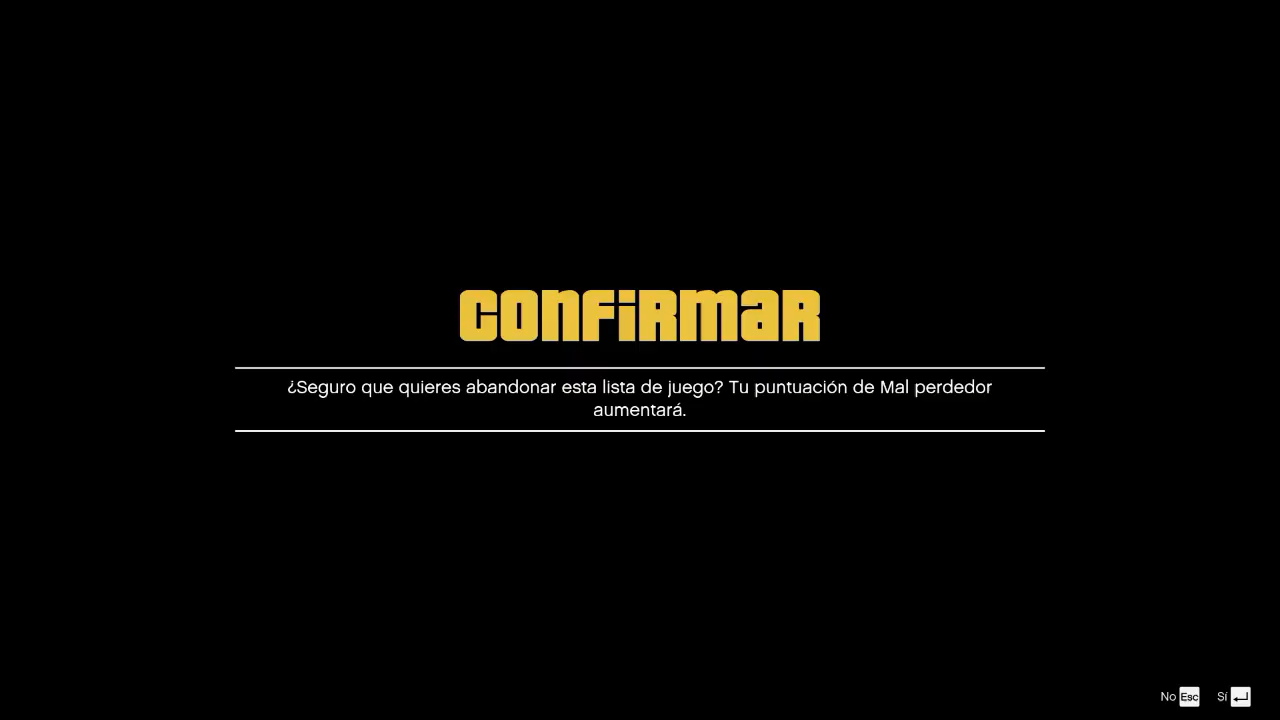 CONFIRMAR
¿Seguro que quieres abandonar esta lista de juego? Tu puntuación de Mal perdedor
aumentará.
No Esc Sí